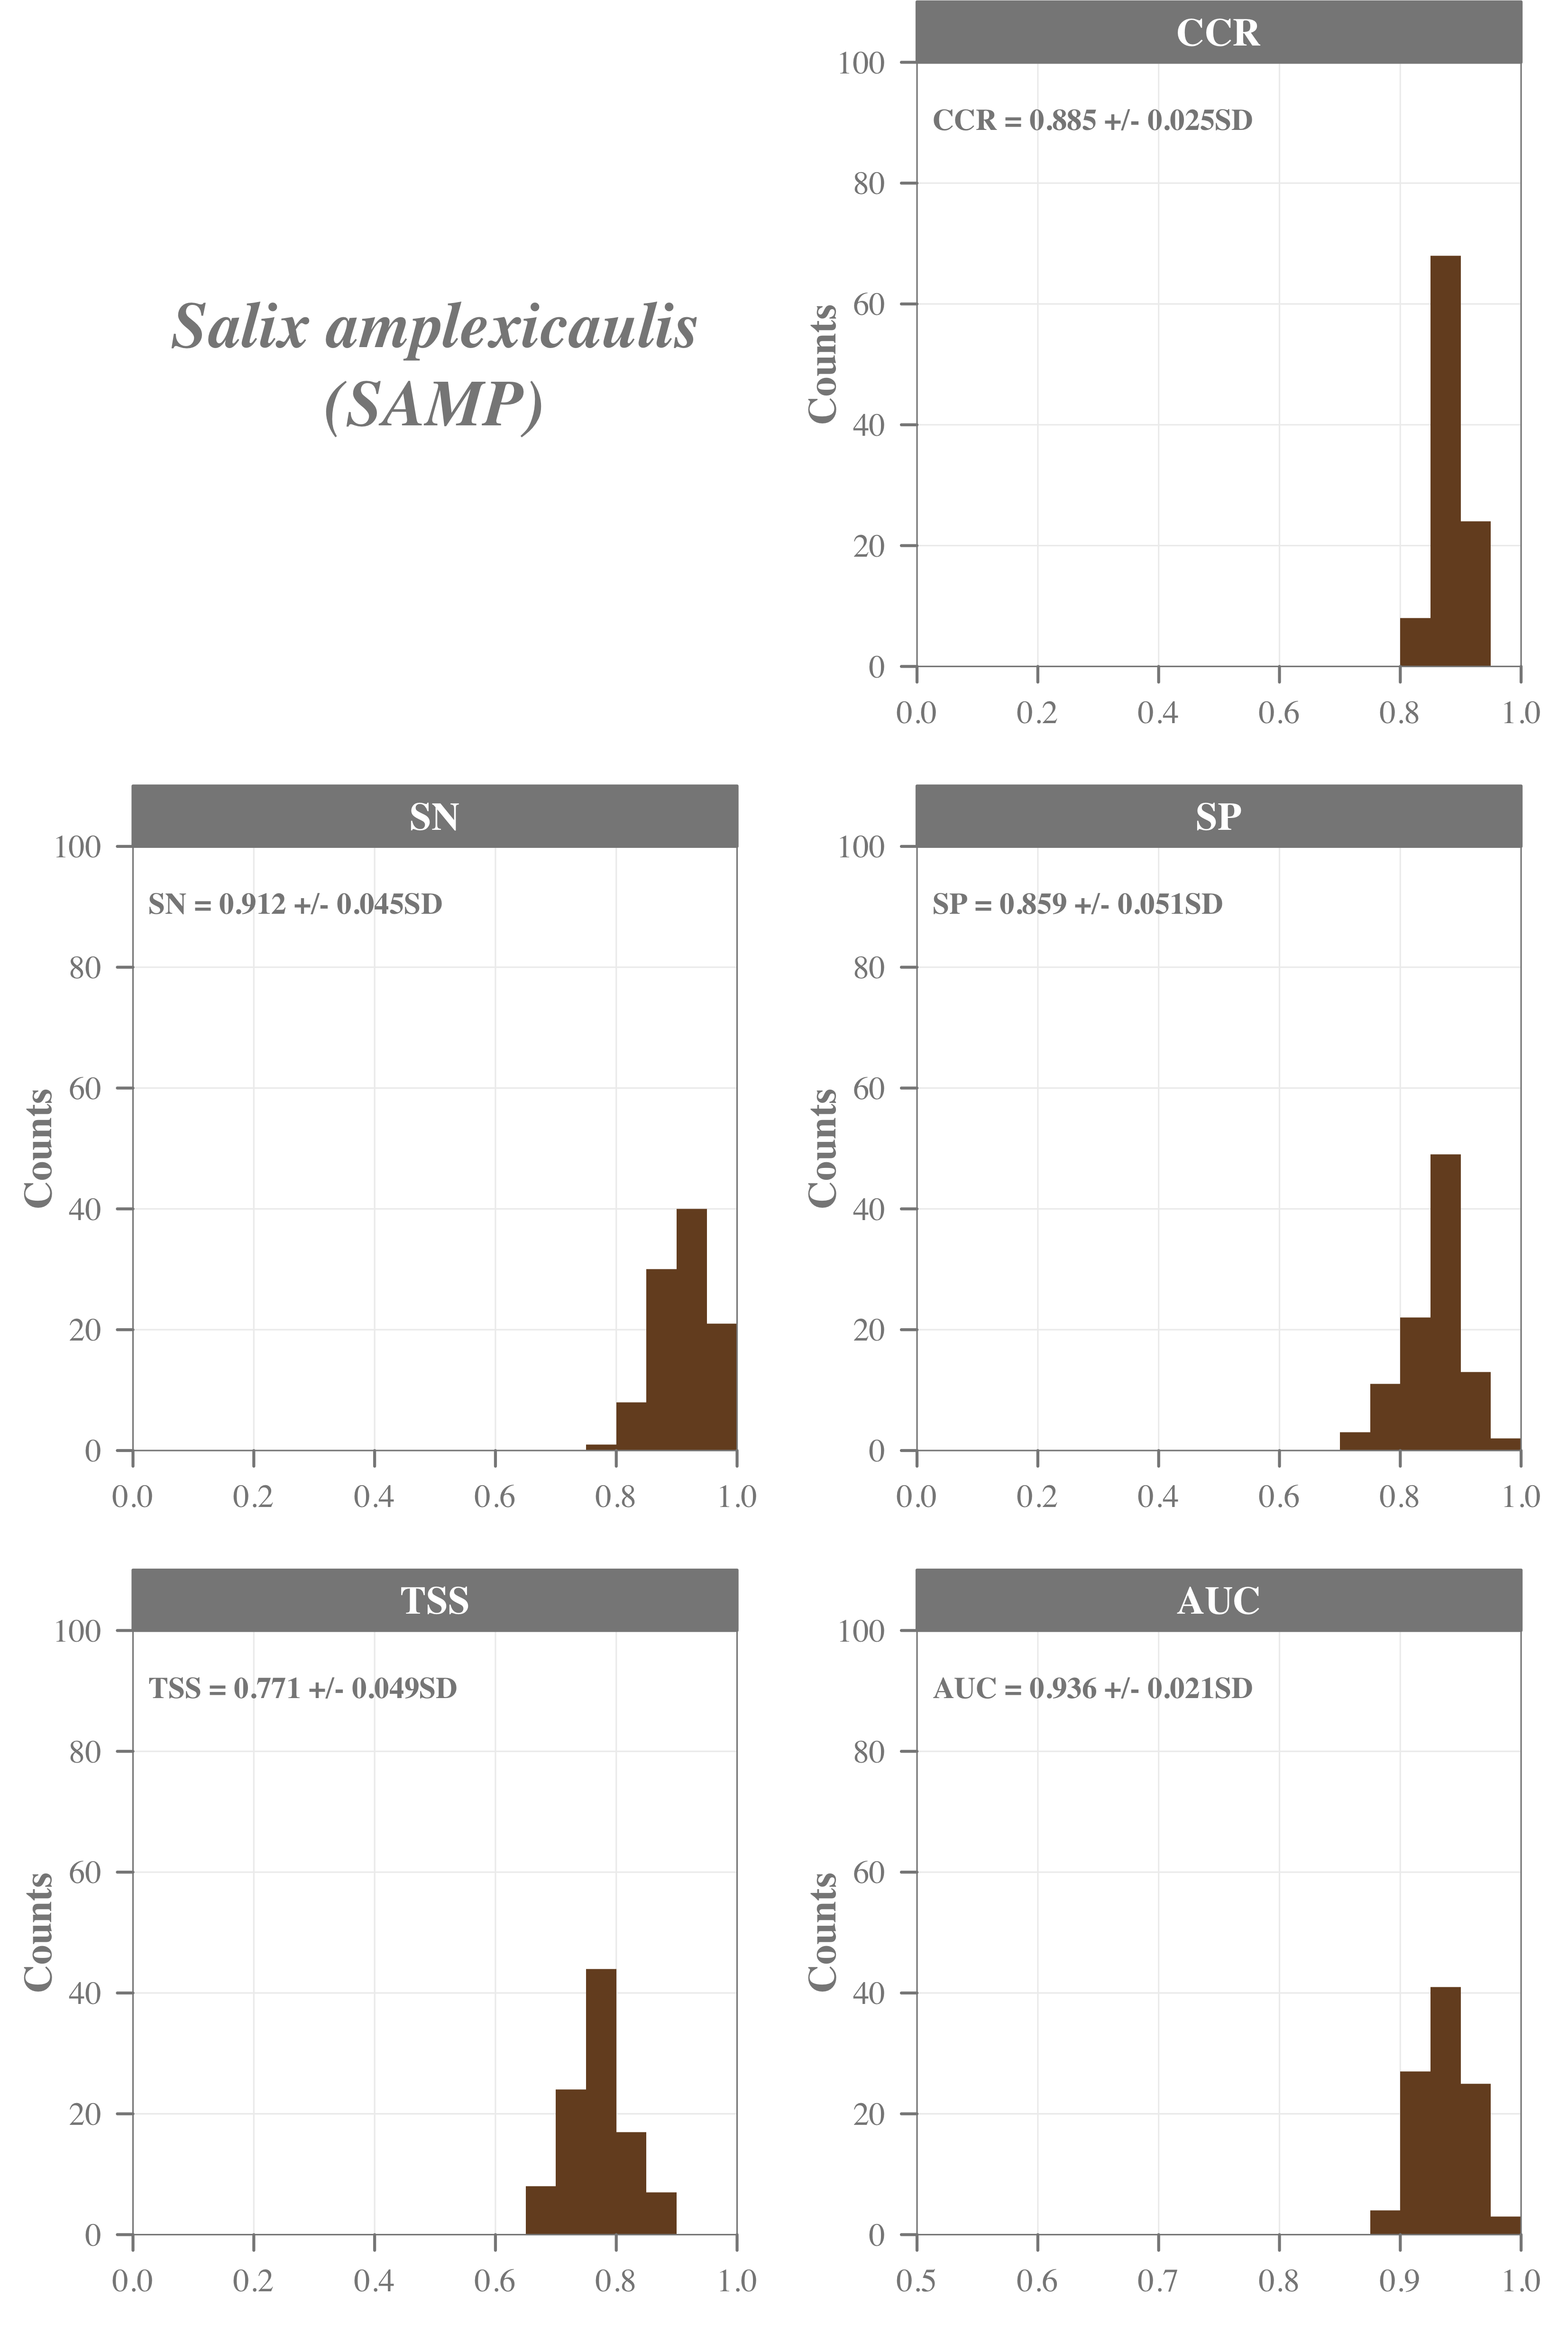 CCR
100
CCR = 0.885 +/- 0.025SD
80
60
Counts
40
20
0
0.0 0.2 0.4 0.6 0.8 1.0
Salix amplexicaulis
(SAMP)
SN
100
SN = 0.912 +/- 0.045SD
80
60
Counts
40
20
0
0.0 0.2 0.4 0.6 0.8 1.0
SP
100
SP = 0.859 +/- 0.051SD
80
60
Counts
40
20
0
0.0 0.2 0.4 0.6 0.8 1.0
TSS
100
TSS = 0.771 +/- 0.049SD
80
60
Counts
40
20
0
0.0 0.2 0.4 0.6 0.8 1.0
AUC
100
AUC = 0.936 +/- 0.021SD
80
60
Counts
40
20
0
0.5 0.6 0.7 0.8 0.9 1.0